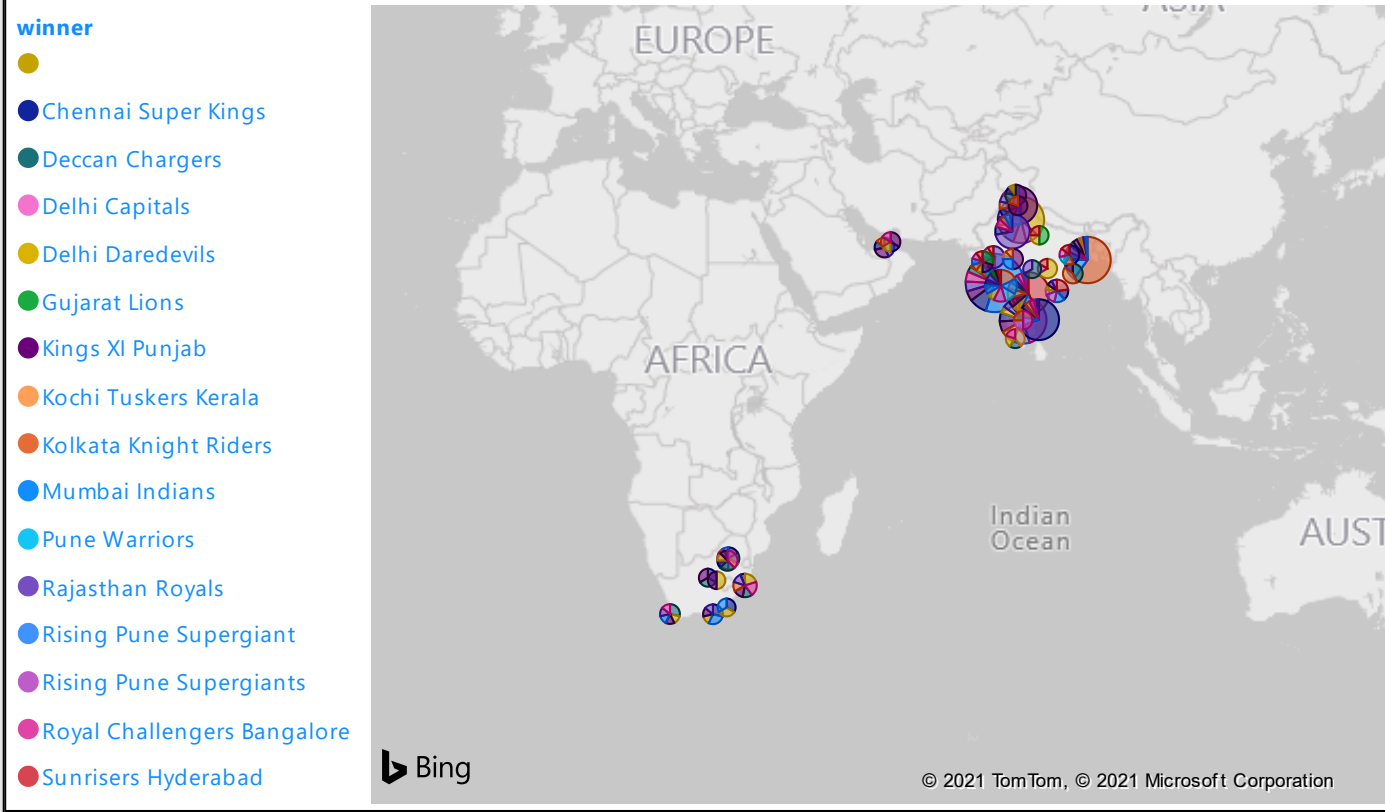 winner
Chennai Super Kings
Deccan Chargers
Delhi Capitals
Delhi Daredevils
Gujarat Lions
Kings XI Punjab
Kochi Tuskers Kerala
Kolkata Knight Riders
Mumbai Indians
Pune Warriors
Rajasthan Royals
Rising Pune Supergiant
Rising Pune Supergiants
Royal Challengers Bangalore
Sunrisers Hyderabad
ASIA
EUROPE
AFRICA
Indian
Ocean
AUST
Bing
© 2021 TomTom, © 2021 Microsoft Corporation